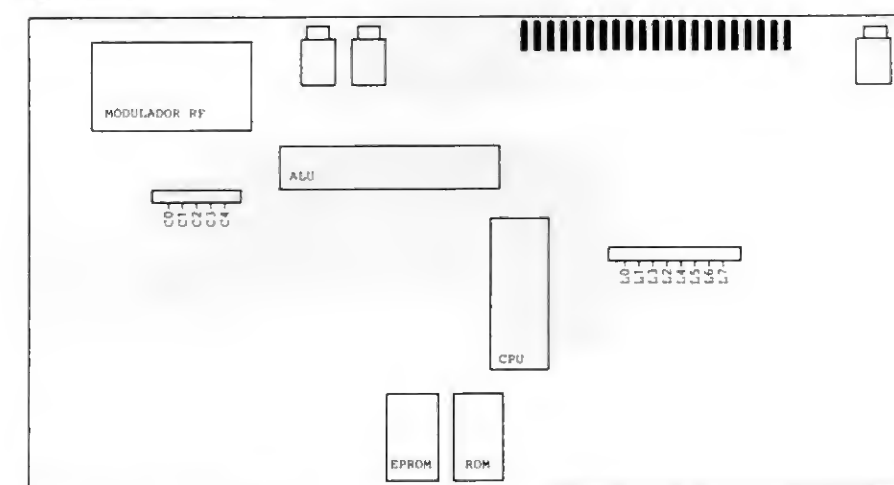 MODULADOR RF
ALU
C0 C1 C2 C3 C4
L0 L1 L3 L2 L4 L5 L6 L7
CPU
EPROM
ROM